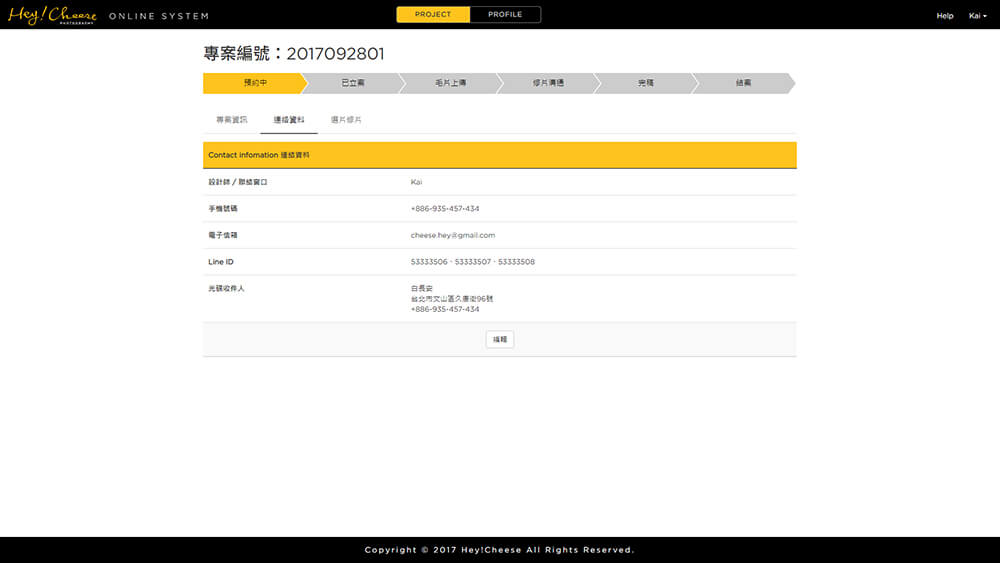 Hey! Cheese
PHOTOGRAPHY
ONLINE SYSTEM
PROJECT
PROFILE
Help
Kai
專案編號：2017092801
預約中
已立案
毛片上傳
修片溝通
完稿
結案
專案資訊
連絡資料
選片修片
Contact infomation 連絡資料
設計師 / 聯絡窗口
Kai
手機號碼
+886-935-457-434
電子信箱
cheese.hey@gmail.com
Line ID
53333506、53333507、53333508
光碟收件人
白長安
台北市文山區久康街96號
+886-935-457-434
編輯
Copyright © 2017 Hey!Cheese All Rights Reserved.